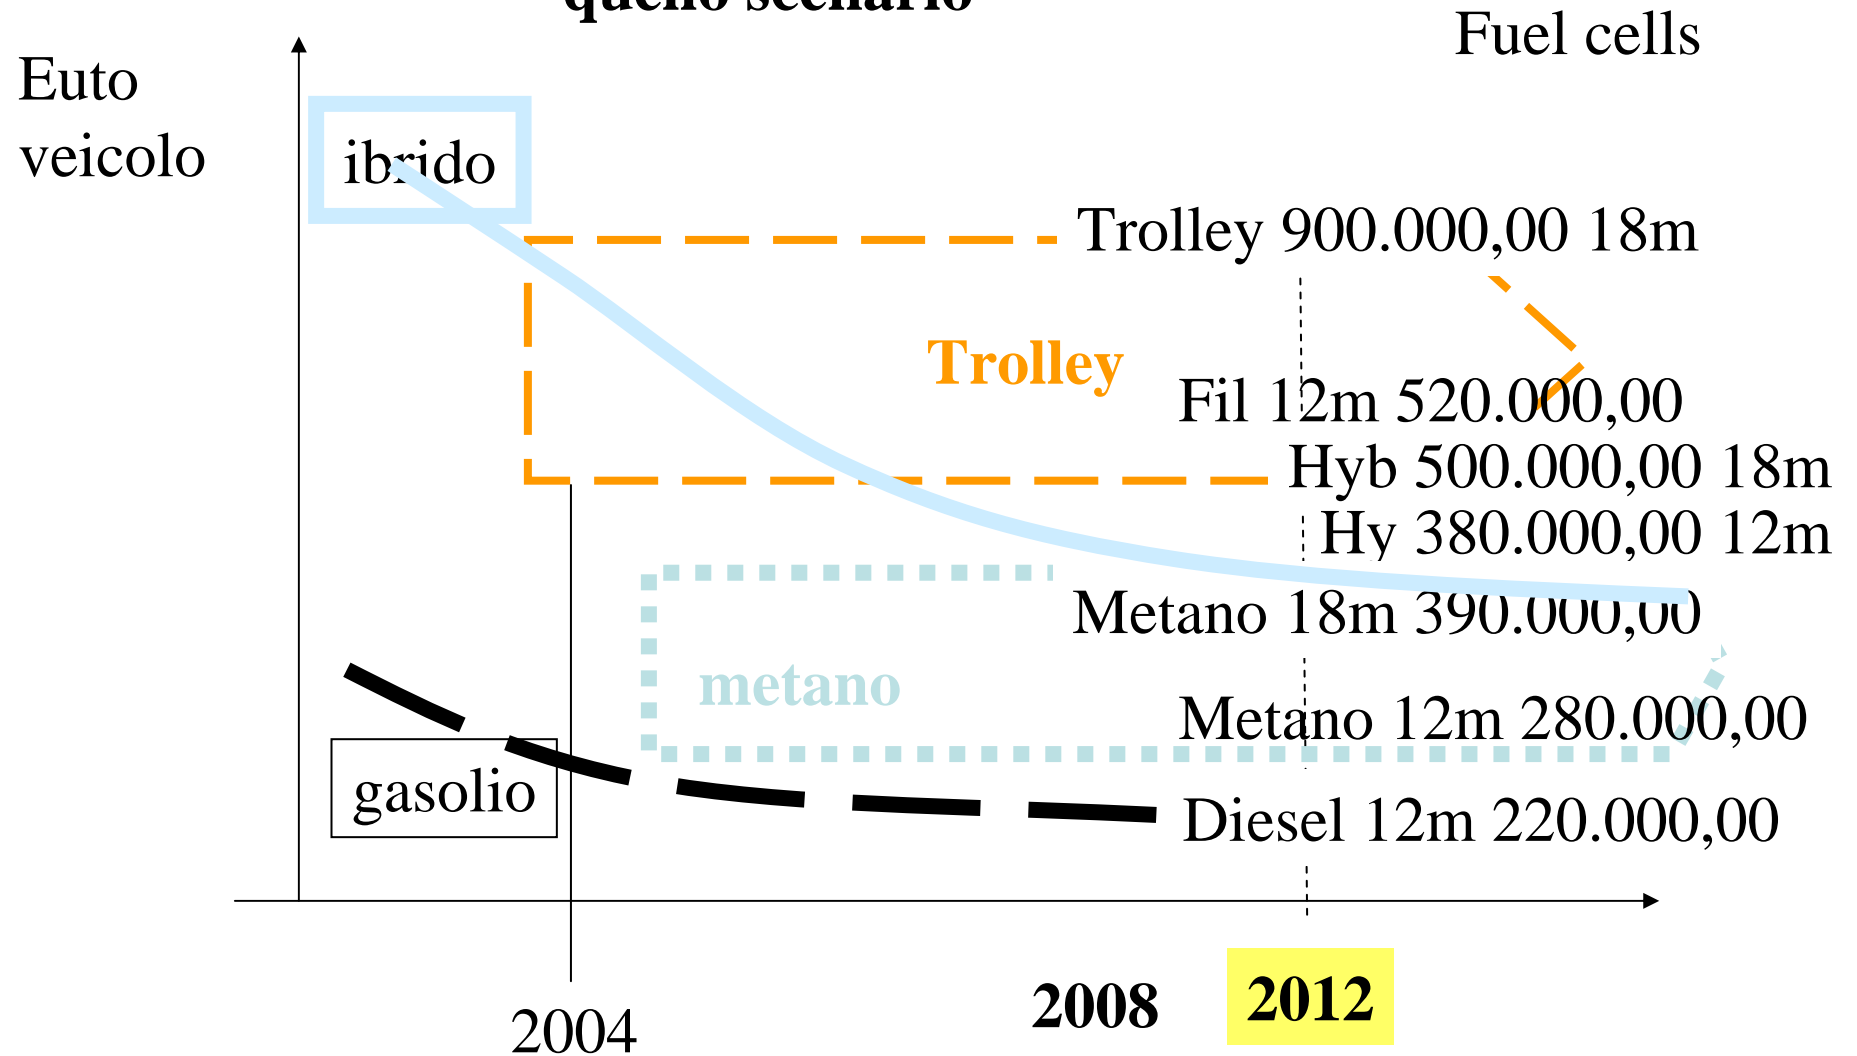 quello scenario
Fuel cells
Euto
veicolo
ibrido
Trolley 900.000,00 18m
Trolley
Fil 12m 520.000,00
Hyb 500.000,00 18m
Hy 380.000,00 12m
Metano 18m 390.000,00
metano
Metano 12m 280.000,00
gasolio
Diesel 12m 220.000,00
2004
2008
2012